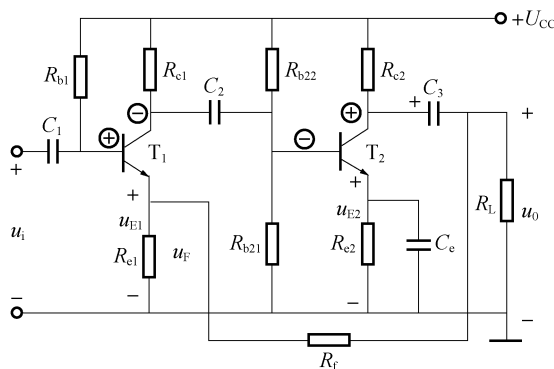 +U_CC
R_b1
R_c1
C_2
R_b22
R_c2
C_3
+
⊖
⊕
+
C_1
⊕
T_1
⊖
T_2
+
+
+
u_i
u_E1
R_e1
u_F
R_b21
u_E2
R_e2
C_e
R_L
u_0
−
−
−
−
R_f